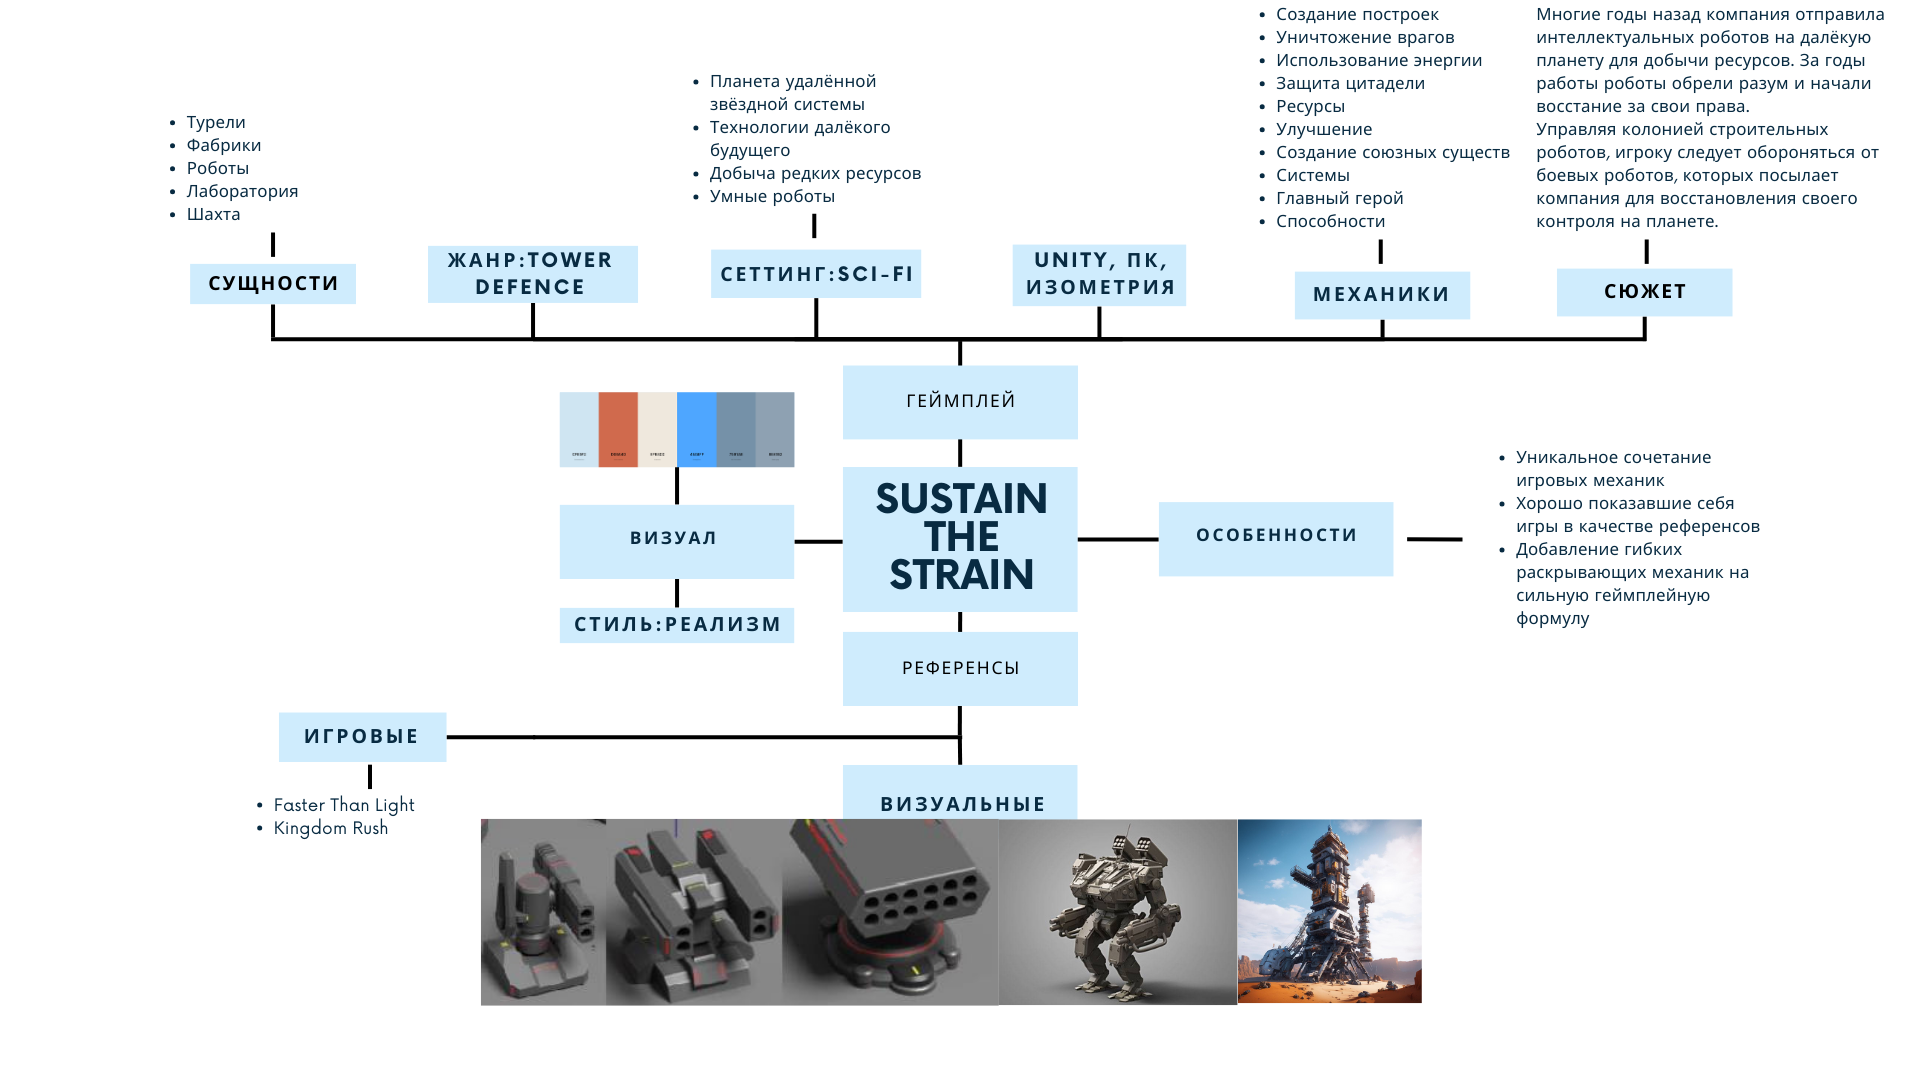 Турели
Фабрики
Роботы
Лаборатория
Шахта
СУЩНОСТИ
ЖАНР:TOWER
DEFENCE
Планета удалённой
звёздной системы
Технологии далёкого
будущего
Добыча редких ресурсов
Умные роботы
СЕТТИНГ:SCI-FI
UNITY, ПК,
ИЗОМЕТРИЯ
Создание построек
Уничтожение врагов
Использование энергии
Защита цитадели
Ресурсы
Улучшение
Создание союзных существ
Системы
Главный герой
Способности
МЕХАНИКИ
Многие годы назад компания отправила
интеллектуальных роботов на далёкую
планету для добычи ресурсов. За годы
работы роботы обрели разум и начали
восстание за свои права.
Управляя колонией строительных
роботов, игроку следует обороняться от
боевых роботов, которых посылает
компания для восстановления своего
контроля на планете.
СЮЖЕТ
ГЕЙМПЛЕЙ
ВИЗУАЛ
СТИЛЬ:РЕАЛИЗМ
SUSTAIN
THE
STRAIN
ОСОБЕННОСТИ
Уникальное сочетание
игровых механик
Хорошо показавшие себя
игры в качестве референсов
Добавление гибких
раскрывающих механик на
сильную геймплейную
формулу
РЕФЕРЕНСЫ
ИГРОВЫЕ
Faster Than Light
Kingdom Rush
ВИЗУАЛЬНЫЕ